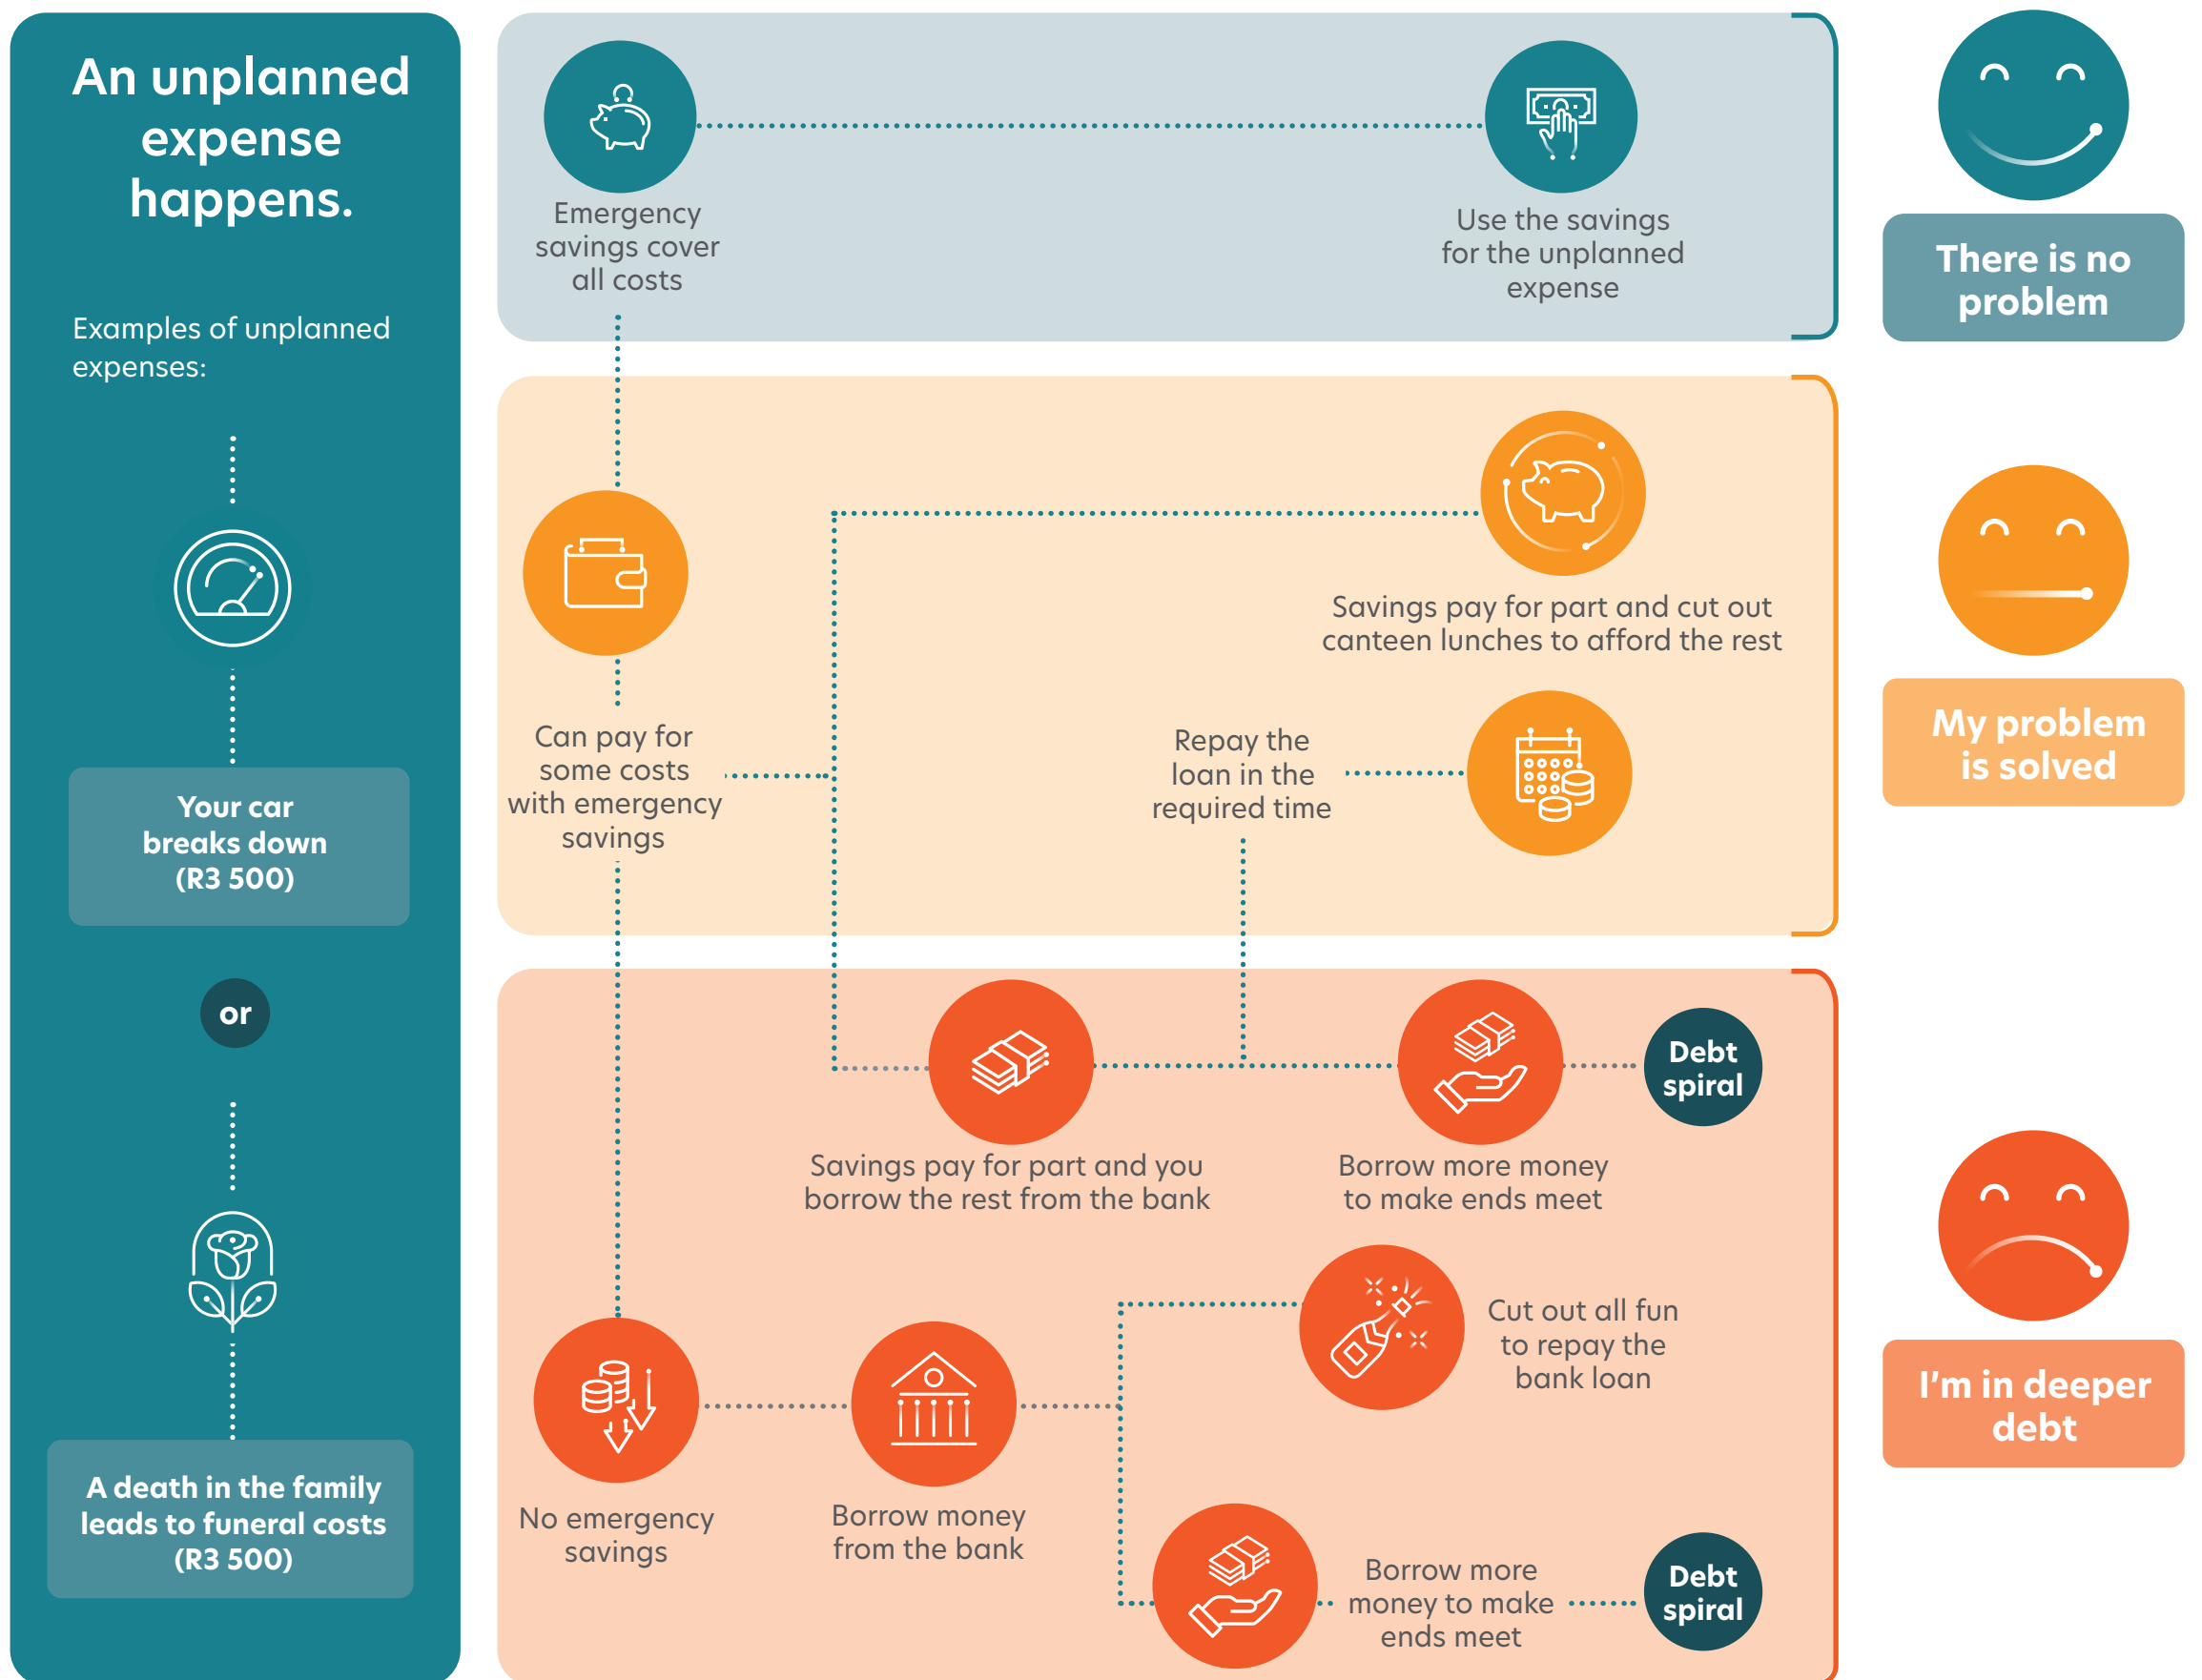 An unplanned
expense
happens.
Examples of unplanned
expenses:
Your car
breaks down
(R3 500)
or
A death in the family
leads to funeral costs
(R3 500)
Emergency
savings cover
all costs
Use the savings
for the unplanned
expense
There is no
problem
Can pay for
some costs
with emergency
savings
Savings pay for part and cut out
canteen lunches to afford the rest
Repay the
loan in the
required time
My problem
is solved
Savings pay for part and you
borrow the rest from the bank
Borrow more money
to make ends meet
Debt
spiral
No emergency
savings
Borrow money
from the bank
Cut out all fun
to repay the
bank loan
Borrow more
money to make
ends meet
Debt
spiral
I’m in deeper
debt